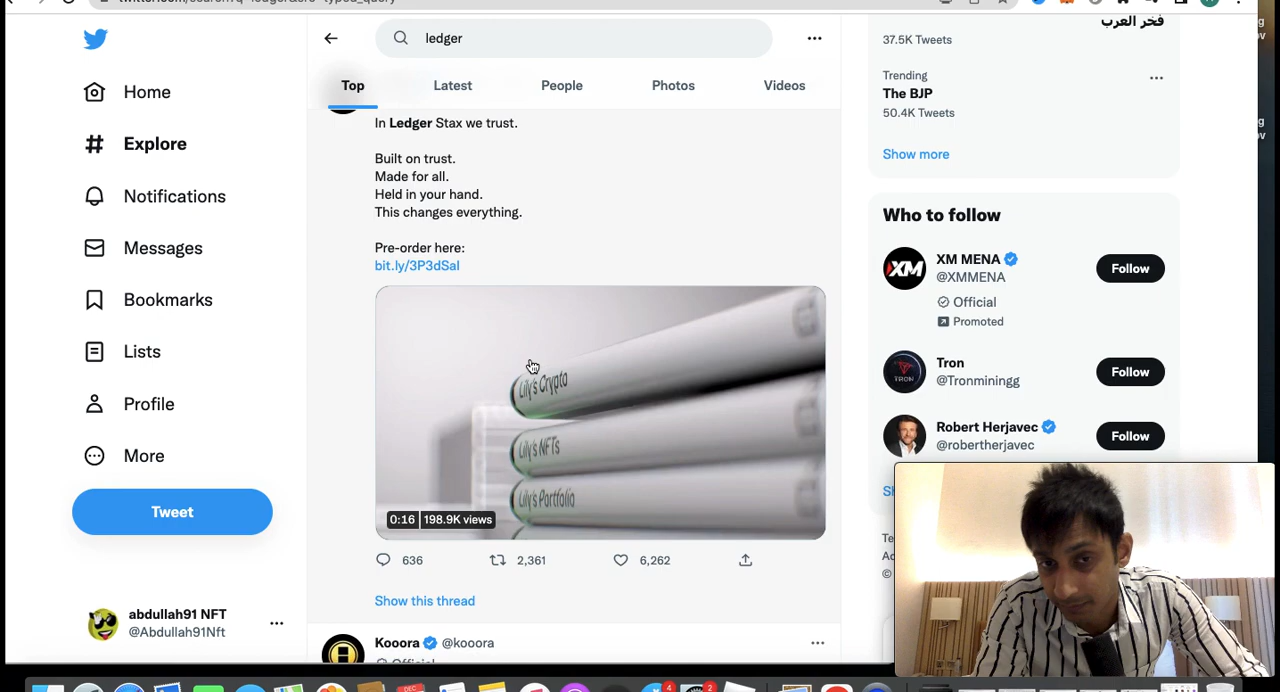 ledger
Top
Latest
People
Photos
Videos
Home
Explore
Notifications
Messages
Bookmarks
Lists
Profile
More
Tweet
abdullah91 NFT
@Abdullah91Nft
In Ledger Stax we trust.
Built on trust.
Made for all.
Held in your hand.
This changes everything.
Pre-order here:
bit.ly/3P3dSal
Lily's Crypto
Lily's NFTs
Lily's Portfolio
0:16 198.9K views
636
2,361
6,262
Show this thread
Kooora @kooora
فخر العرب
37.5K Tweets
Trending
The BJP
50.4K Tweets
Show more
Who to follow
XM MENA
@XMMENA
Official
Promoted
Follow
XM
Tron
@Tronminingg
Follow
TRON
Robert Herjavec
@robertherjavec
Follow